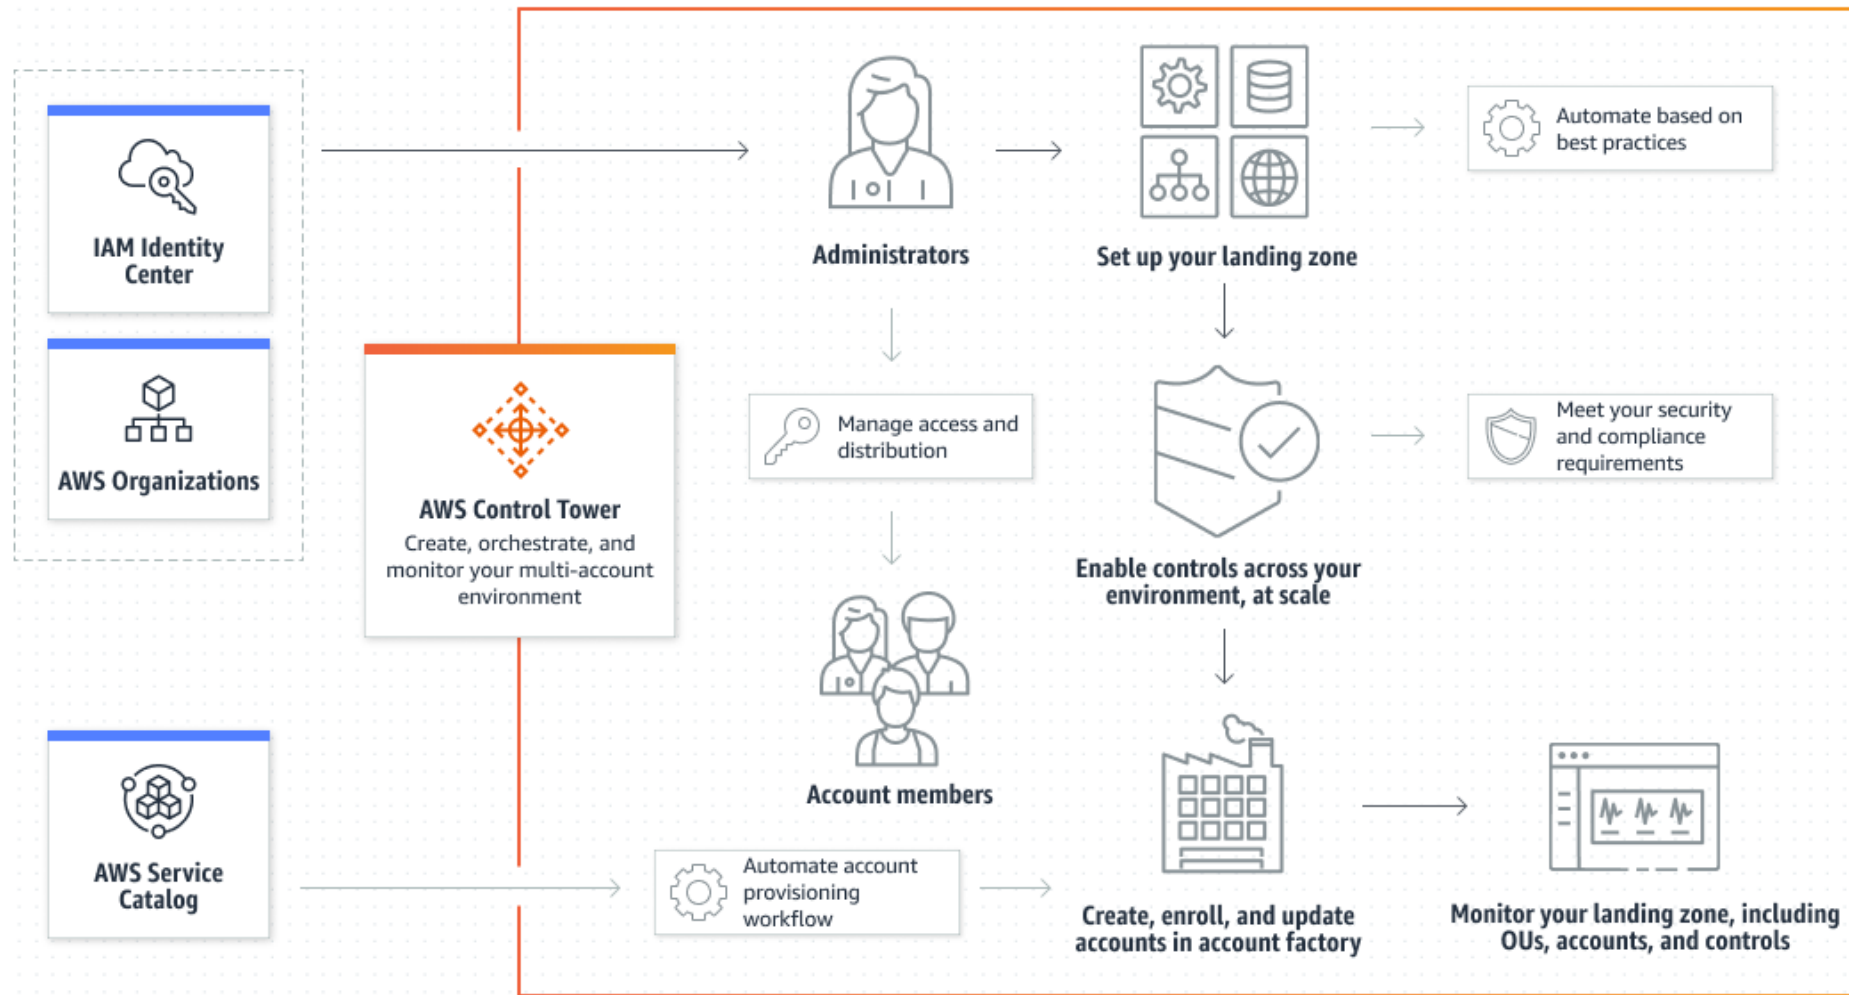 IAM Identity
Center
AWS Organizations
AWS Service
Catalog
AWS Control Tower
Create, orchestrate, and
monitor your multi-account
environment
Administrators
Manage access and
distribution
Account members
Automate account
provisioning
workflow
Set up your landing zone
Automate based on
best practices
Enable controls across your
environment, at scale
Meet your security
and compliance
requirements
Create, enroll, and update
accounts in account factory
Monitor your landing zone, including
OUs, accounts, and controls